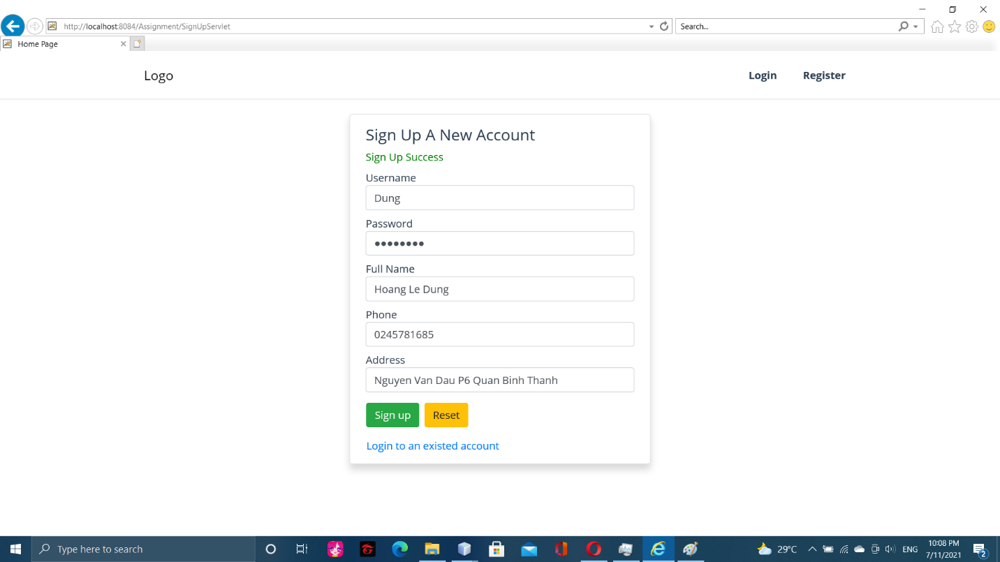 http://localhost:8084/Assignment/SignUpServlet
Search...
Home Page
Logo
Login
Register
Sign Up A New Account
Sign Up Success
Username
Dung
Password
••••••••
Full Name
Hoang Le Dung
Phone
0245781685
Address
Nguyen Van Dau P6 Quan Binh Thanh
Sign up
Reset
Login to an existed account
Type here to search
29°C
ENG
10:08 PM
7/11/2021
2